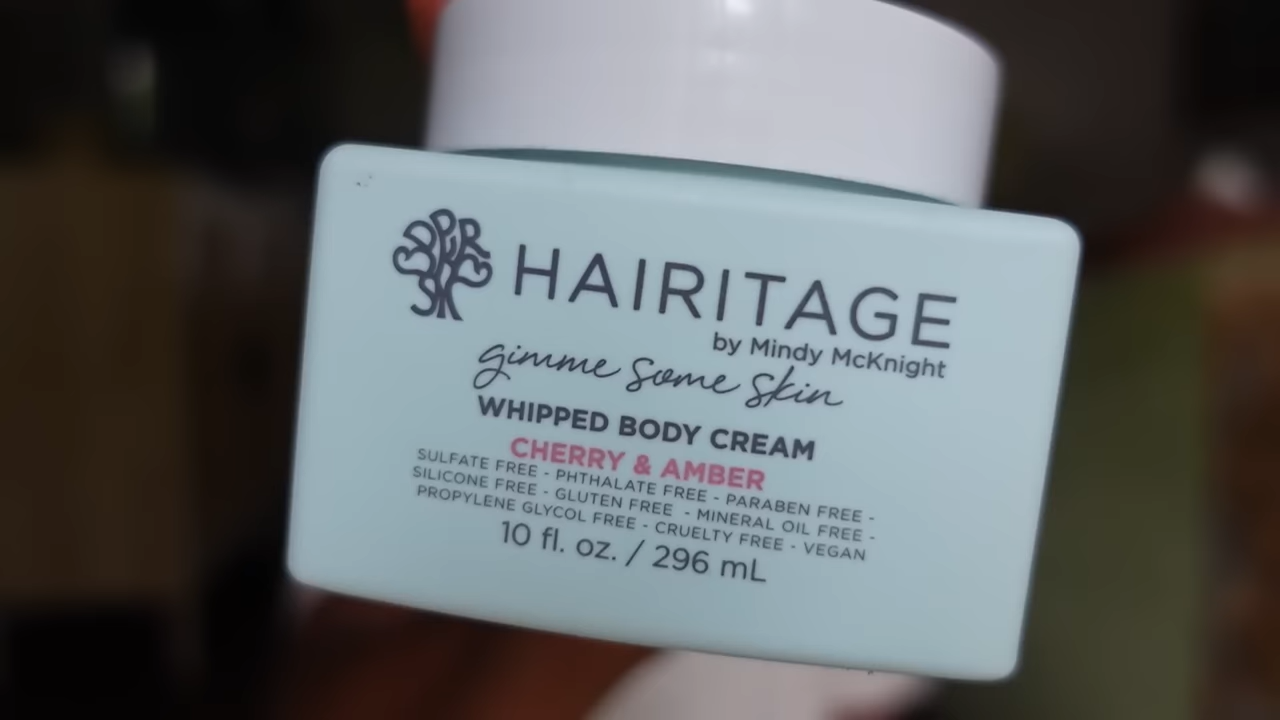 HAIRITAGE
by Mindy McKnight
gimme some skin
WHIPPED BODY CREAM
CHERRY & AMBER
SULFATE FREE - PHTHALATE FREE - PARABEN FREE -
SILICONE FREE - GLUTEN FREE - MINERAL OIL FREE -
PROPYLENE GLYCOL FREE - CRUELTY FREE - VEGAN
10 fl. oz. / 296 mL